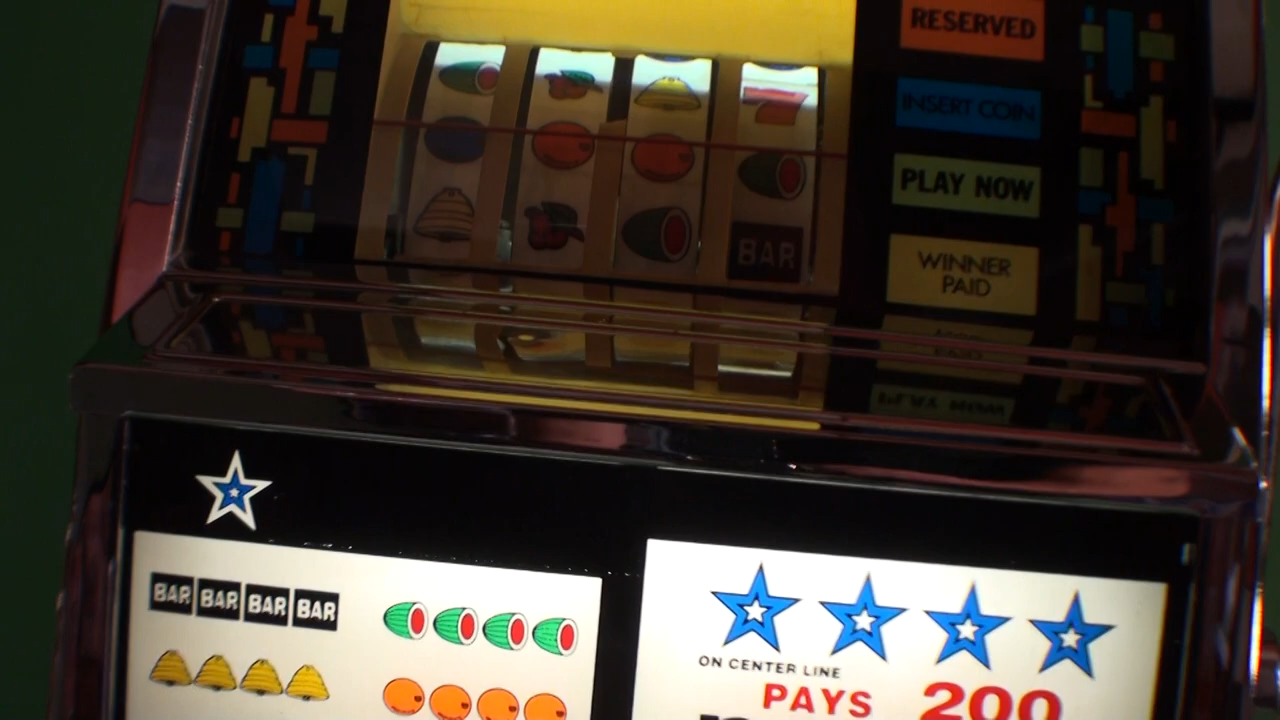 RESERVED
INSERT COIN
PLAY NOW
WINNER
PAID
BAR
BAR BAR BAR BAR
ON CENTER LINE
PAYS 200